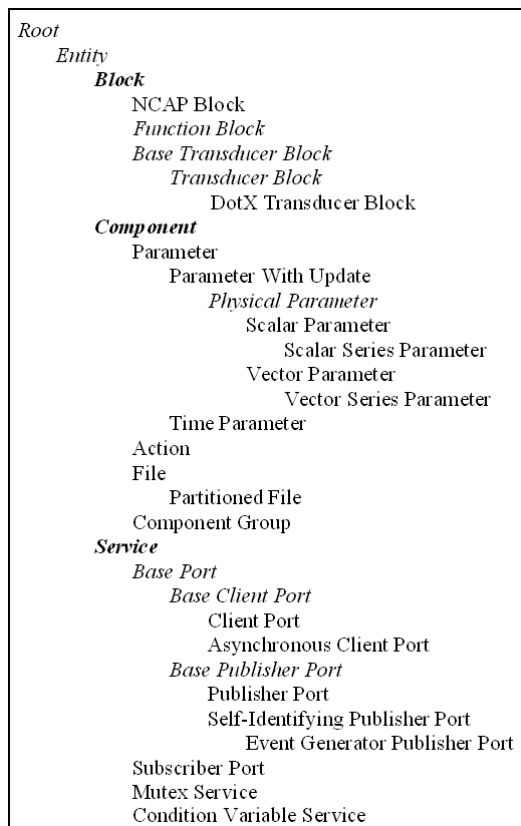 Root
Entity
Block
NCAP Block
Function Block
Base Transducer Block
Transducer Block
DotX Transducer Block
Component
Parameter
Parameter With Update
Physical Parameter
Scalar Parameter
Scalar Series Parameter
Vector Parameter
Vector Series Parameter
Time Parameter
Action
File
Partitioned File
Component Group
Service
Base Port
Base Client Port
Client Port
Asynchronous Client Port
Base Publisher Port
Publisher Port
Self-Identifying Publisher Port
Event Generator Publisher Port
Subscriber Port
Mutex Service
Condition Variable Service